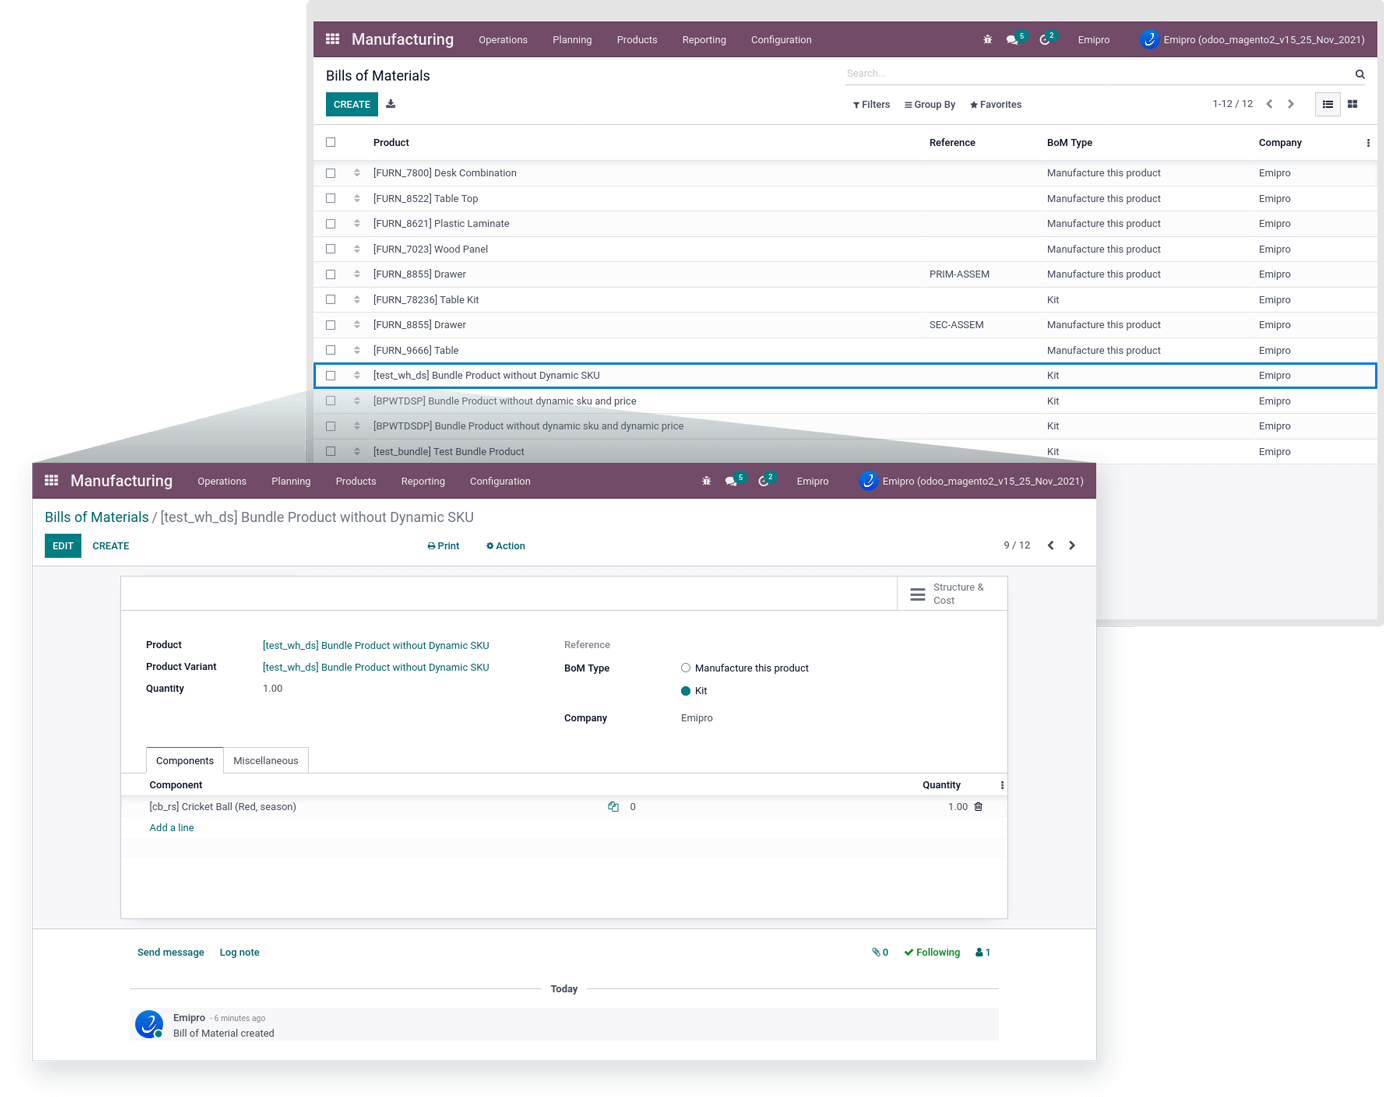 Manufacturing Operations Planning Products Reporting Configuration 5 2 Emipro Emipro (odoo_magento2_v15_25_Nov_2021)
Bills of Materials Search...
CREATE Filters Group By Favorites 1-12 / 12
Product Reference BoM Type Company
[FURN_7800] Desk Combination Manufacture this product Emipro
[FURN_8522] Table Top Manufacture this product Emipro
[FURN_8621] Plastic Laminate Manufacture this product Emipro
[FURN_7023] Wood Panel Manufacture this product Emipro
[FURN_8855] Drawer PRIM-ASSEM Manufacture this product Emipro
[FURN_78236] Table Kit Kit Emipro
[FURN_8855] Drawer SEC-ASSEM Manufacture this product Emipro
[FURN_9666] Table Manufacture this product Emipro
[test_wh_ds] Bundle Product without Dynamic SKU Kit Emipro
[BPWTDSP] Bundle Product without dynamic sku and price Kit Emipro
[BPWTDSDP] Bundle Product without dynamic sku and dynamic price Kit Emipro
[test_bundle] Test Bundle Product Kit Emipro
Manufacturing Operations Planning Products Reporting Configuration 5 2 Emipro Emipro (odoo_magento2_v15_25_Nov_2021)
Bills of Materials / [test_wh_ds] Bundle Product without Dynamic SKU
EDIT CREATE Print Action 9 / 12
Structure &
Cost
Product [test_wh_ds] Bundle Product without Dynamic SKU Reference
Product Variant [test_wh_ds] Bundle Product without Dynamic SKU BoM Type Manufacture this product
Quantity 1.00 Kit
Company Emipro
Components Miscellaneous
Component Quantity
[cb_rs] Cricket Ball (Red, season) 0 1.00
Add a line
Send message Log note 0 Following 1
Today
Emipro - 6 minutes ago
Bill of Material created